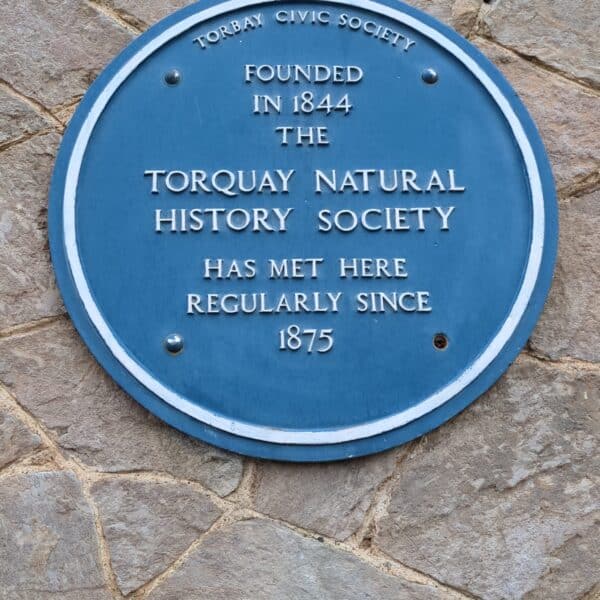 TORBAY CIVIC SOCIETY
FOUNDED
IN 1844
THE
TORQUAY NATURAL
HISTORY SOCIETY
HAS MET HERE
REGULARLY SINCE
1875